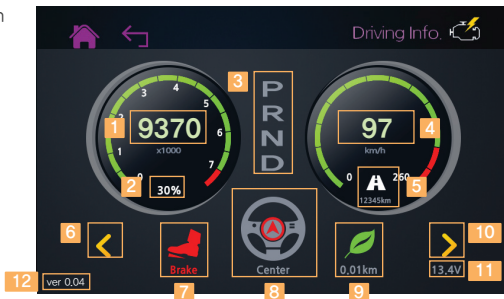 n
Driving Info.
3
3
4
P
2
5
R
1
9370
6
97
4
x1000
N
km/h
1
7
D
2
0
0
260
5
30%
12345km
6
10
Brake
Center
0,01km
13,4V
11
12
ver 0,04
7
8
9